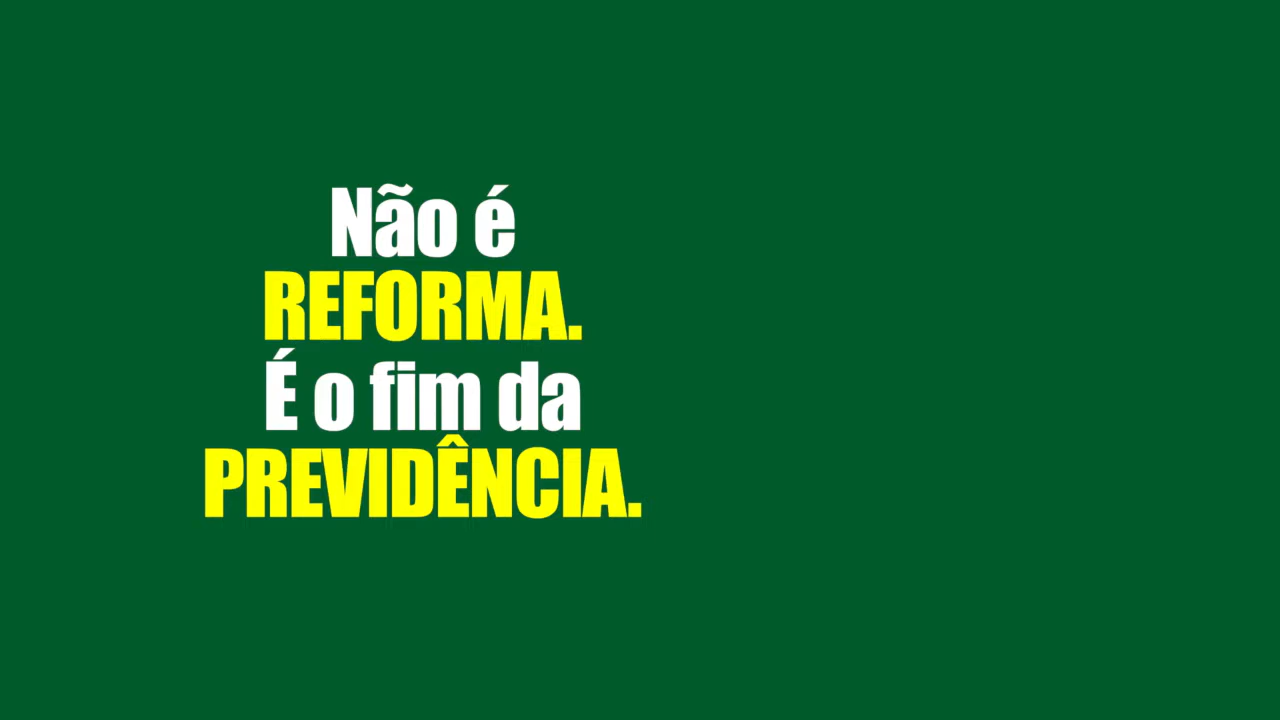 Não é
REFORMA.
É o fim da
PREVIDÊNCIA.